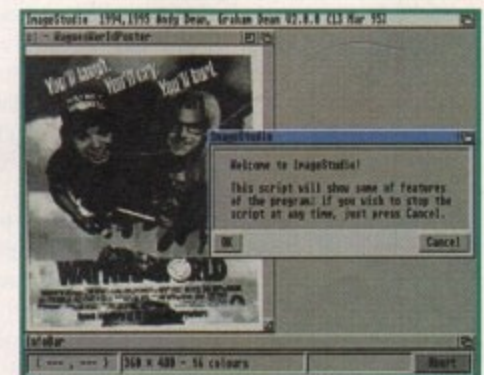 ImageStudio 1994,1995 Andy Dean, Graham Dean V2.0.0 (13 Mar 95)
WaynesWorldPoster
You'll laugh. You'll cry. You'll hurl.
ImageStudio
Welcome to ImageStudio!
This script will show some of features
of the program; if you wish to stop the
script at any time, just press Cancel.
OK
Cancel
WAYNE'S WORLD
InfoBar
( --- , --- )
360 x 480 - 16 colours
Abort